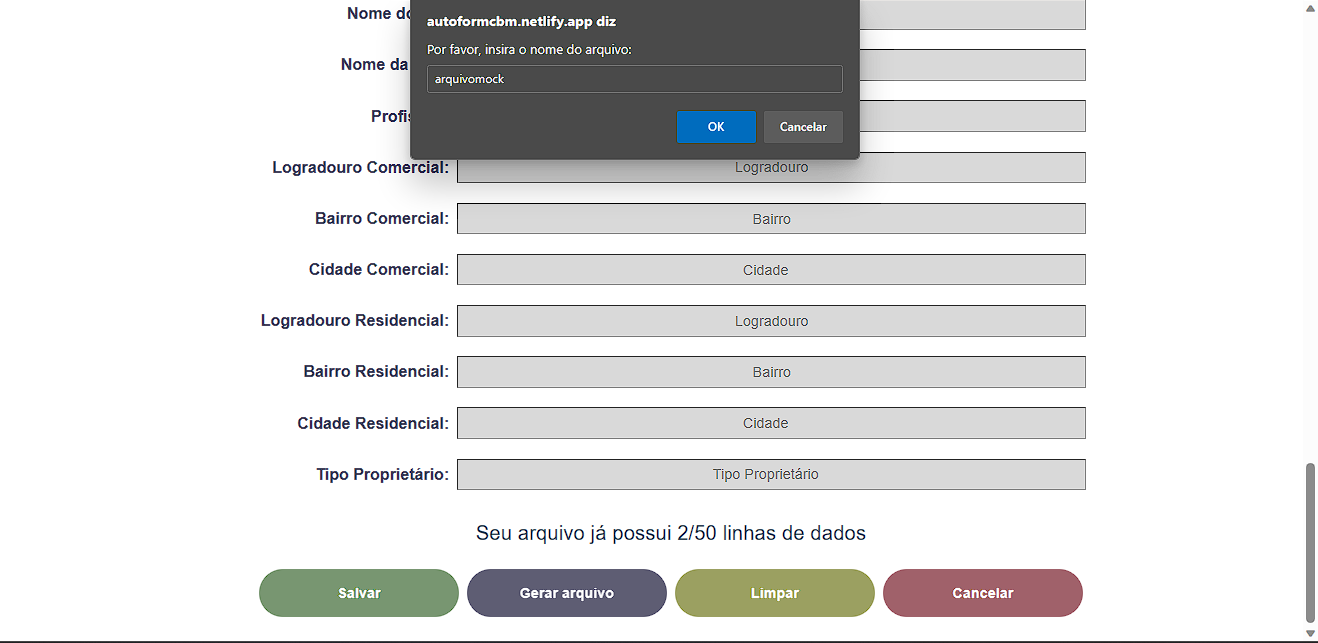 Nome do
autoformcbm.netlify.app diz
Por favor, insira o nome do arquivo:
Nome da
arquivomock
OK
Cancelar
Logradouro Comercial: Logradouro
Bairro Comercial: Bairro
Cidade Comercial: Cidade
Logradouro Residencial: Logradouro
Bairro Residencial: Bairro
Cidade Residencial: Cidade
Tipo Proprietário: Tipo Proprietário
Seu arquivo já possui 2/50 linhas de dados
Salvar Gerar arquivo Limpar Cancelar